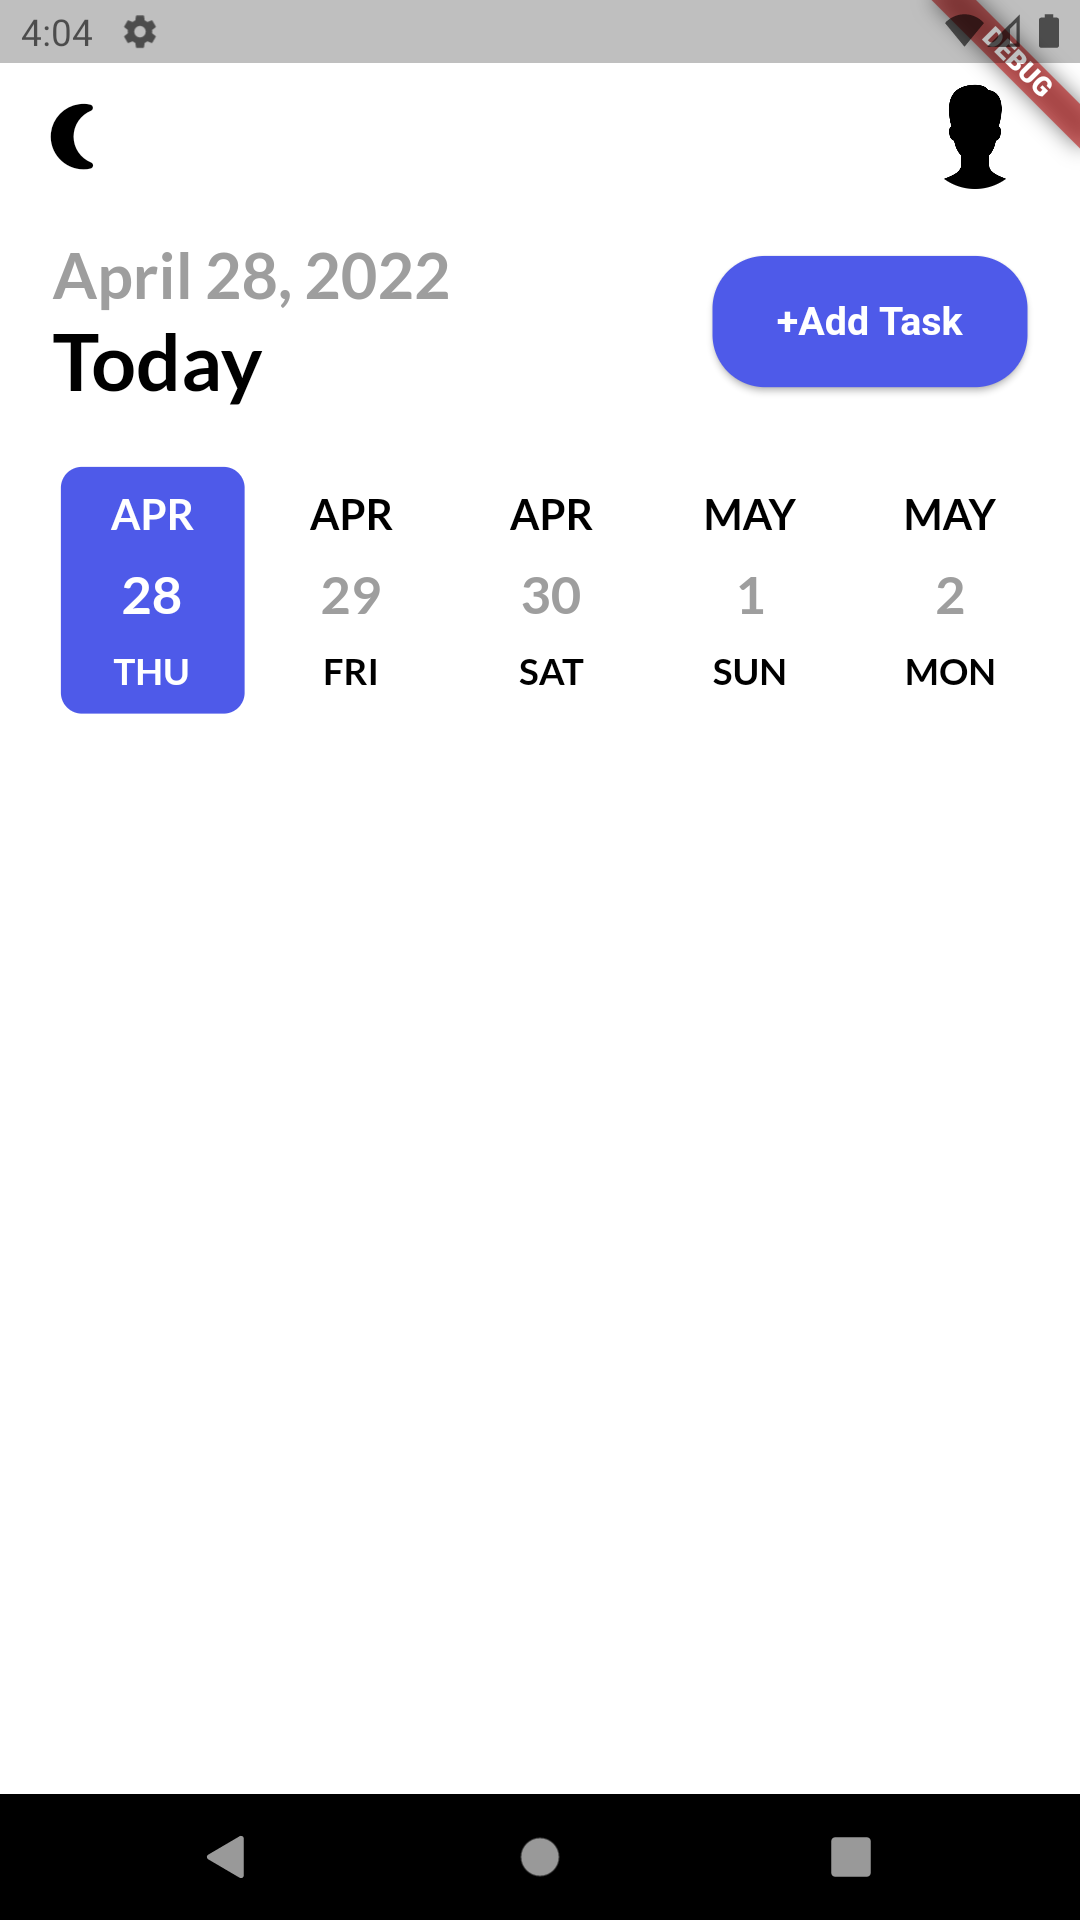 4:04
DEBUG
April 28, 2022
Today
+Add Task
APR APR APR MAY MAY
28 29 30 1 2
THU FRI SAT SUN MON